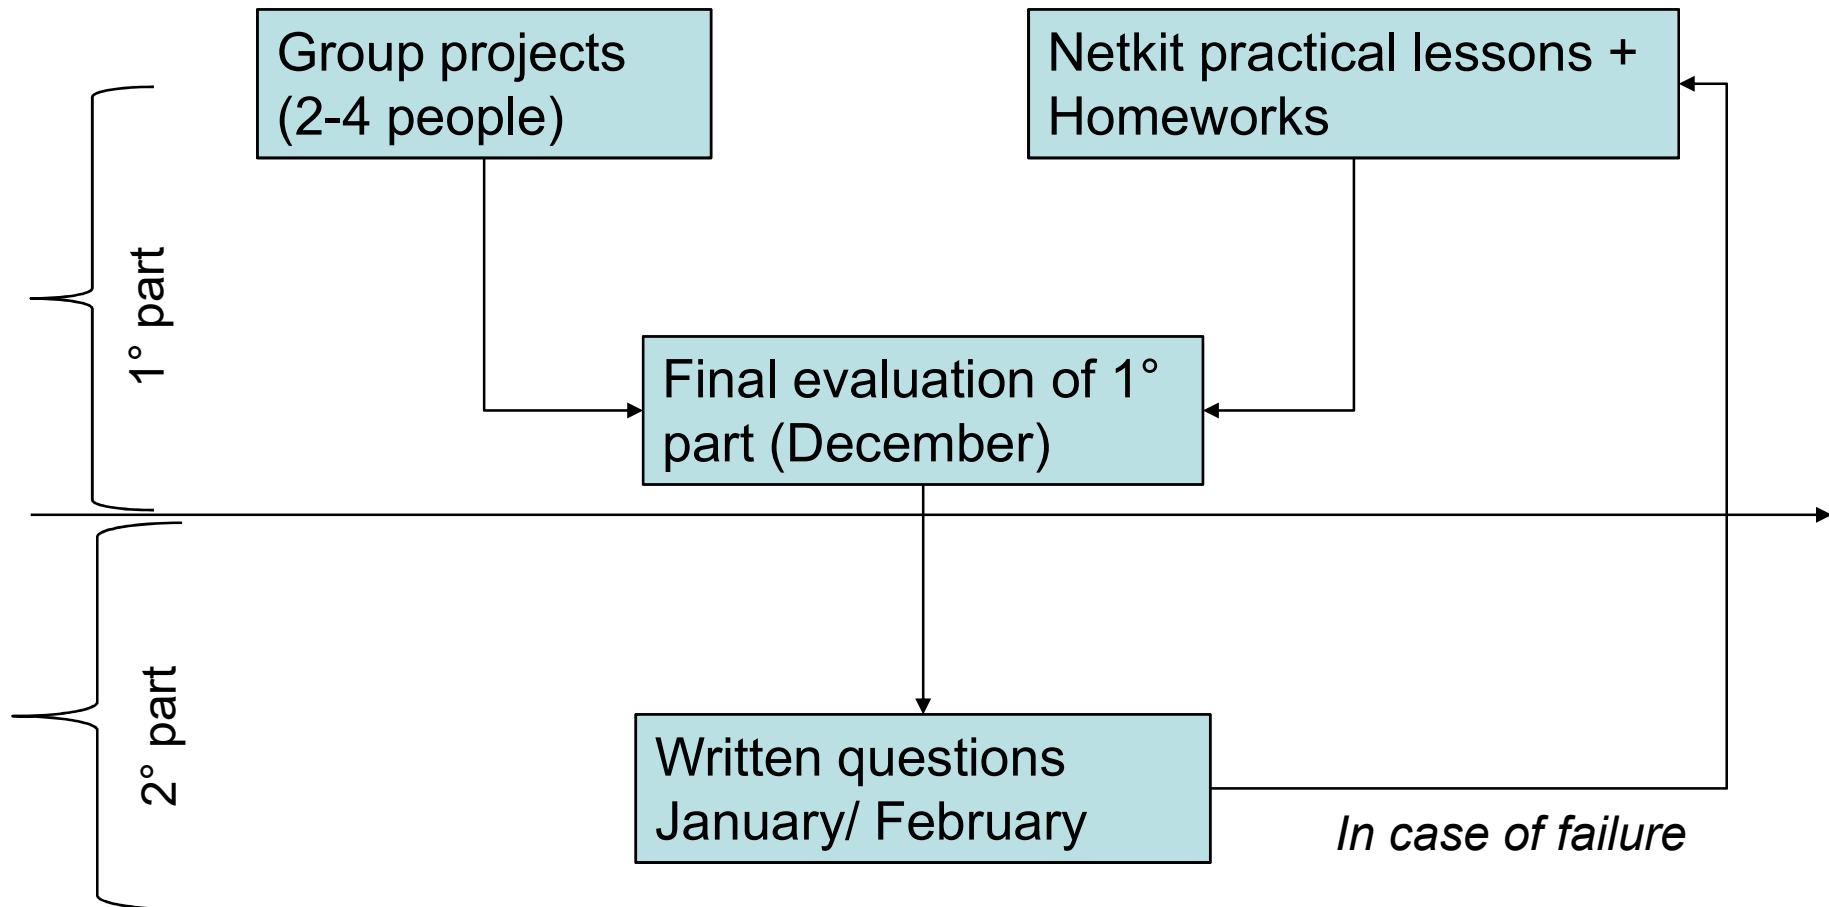 Group projects
(2-4 people)
Netkit practical lessons +
Homeworks
1° part
Final evaluation of 1°
part (December)
2° part
Written questions
January/ February
In case of failure